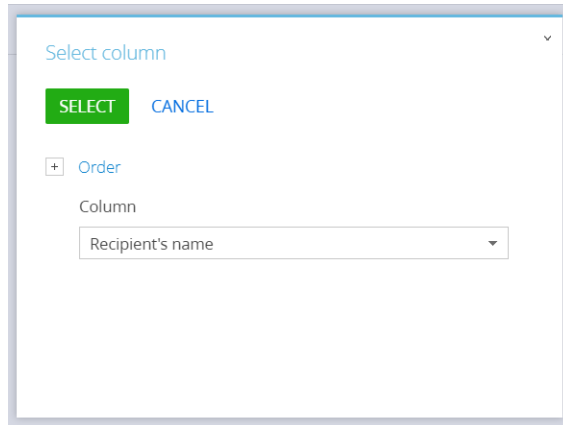 Select column
SELECT CANCEL
+ Order
Column
Recipient's name